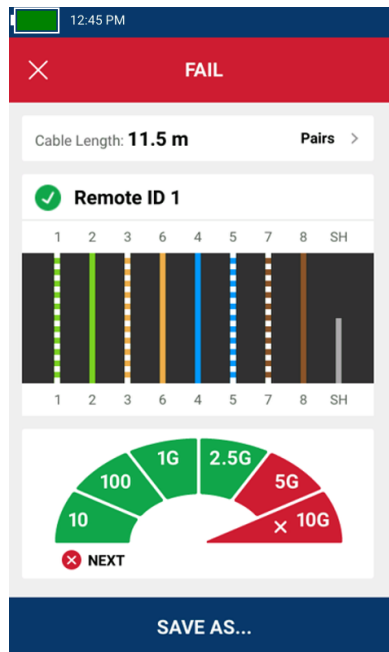 12:45 PM
FAIL
Cable Length: 11.5 m Pairs
Remote ID 1
1 2 3 6 4 5 7 8 SH
1 2 3 6 4 5 7 8 SH
10 100 1G 2.5G 5G 10G
NEXT
SAVE AS...